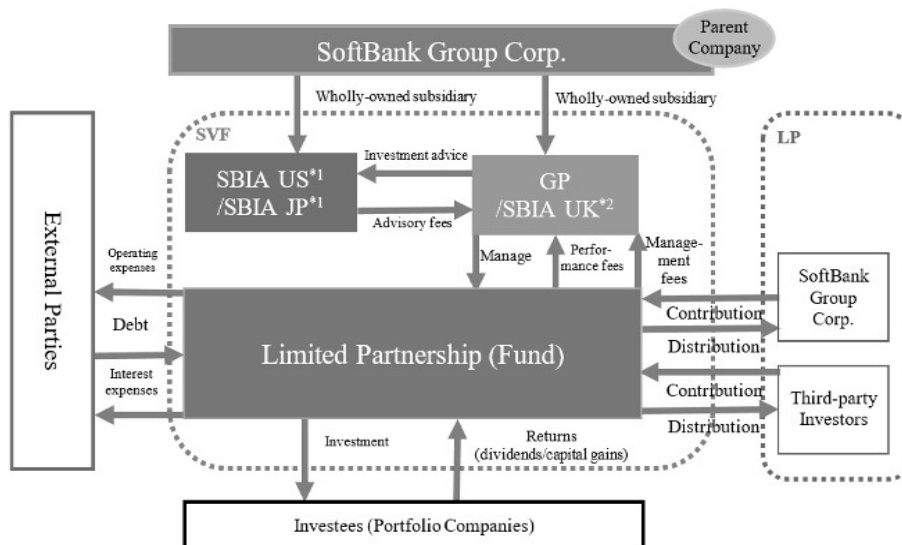 Parent
Company
SoftBank Group Corp.
Wholly-owned subsidiary
Wholly-owned subsidiary
SVF
LP
SBIA US*1
/SBIA JP*1
Investment advice
Advisory fees
GP
/SBIA UK*2
Manage
Perfor-
mance fees
Manage-
ment
fees
External Parties
Operating
expenses
Debt
Interest
expenses
Limited Partnership (Fund)
Contribution
Distribution
Contribution
Distribution
SoftBank
Group
Corp.
Third-party
Investors
Investment
Returns
(dividends/capital gains)
Investees (Portfolio Companies)